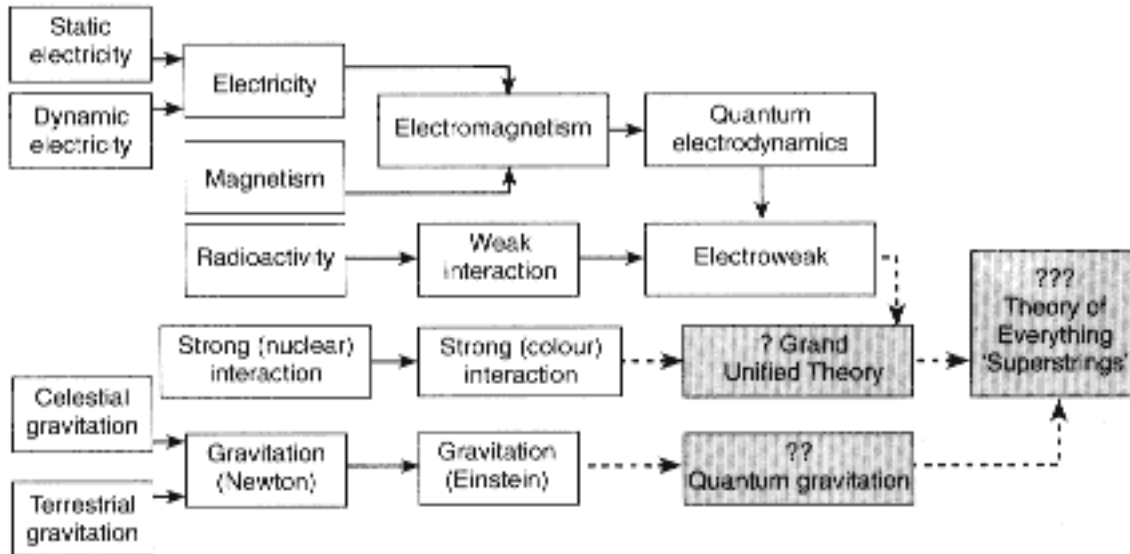 Static
electricity
Dynamic
electricity
Electricity
Magnetism
Electromagnetism
Quantum
electrodynamics
Radioactivity
Weak
interaction
Electroweak
Strong (nuclear)
interaction
Strong (colour)
interaction
? Grand
Unified Theory
???
Theory of
Everything
'Superstrings'
Celestial
gravitation
Terrestrial
gravitation
Gravitation
(Newton)
Gravitation
(Einstein)
??
Quantum gravitation